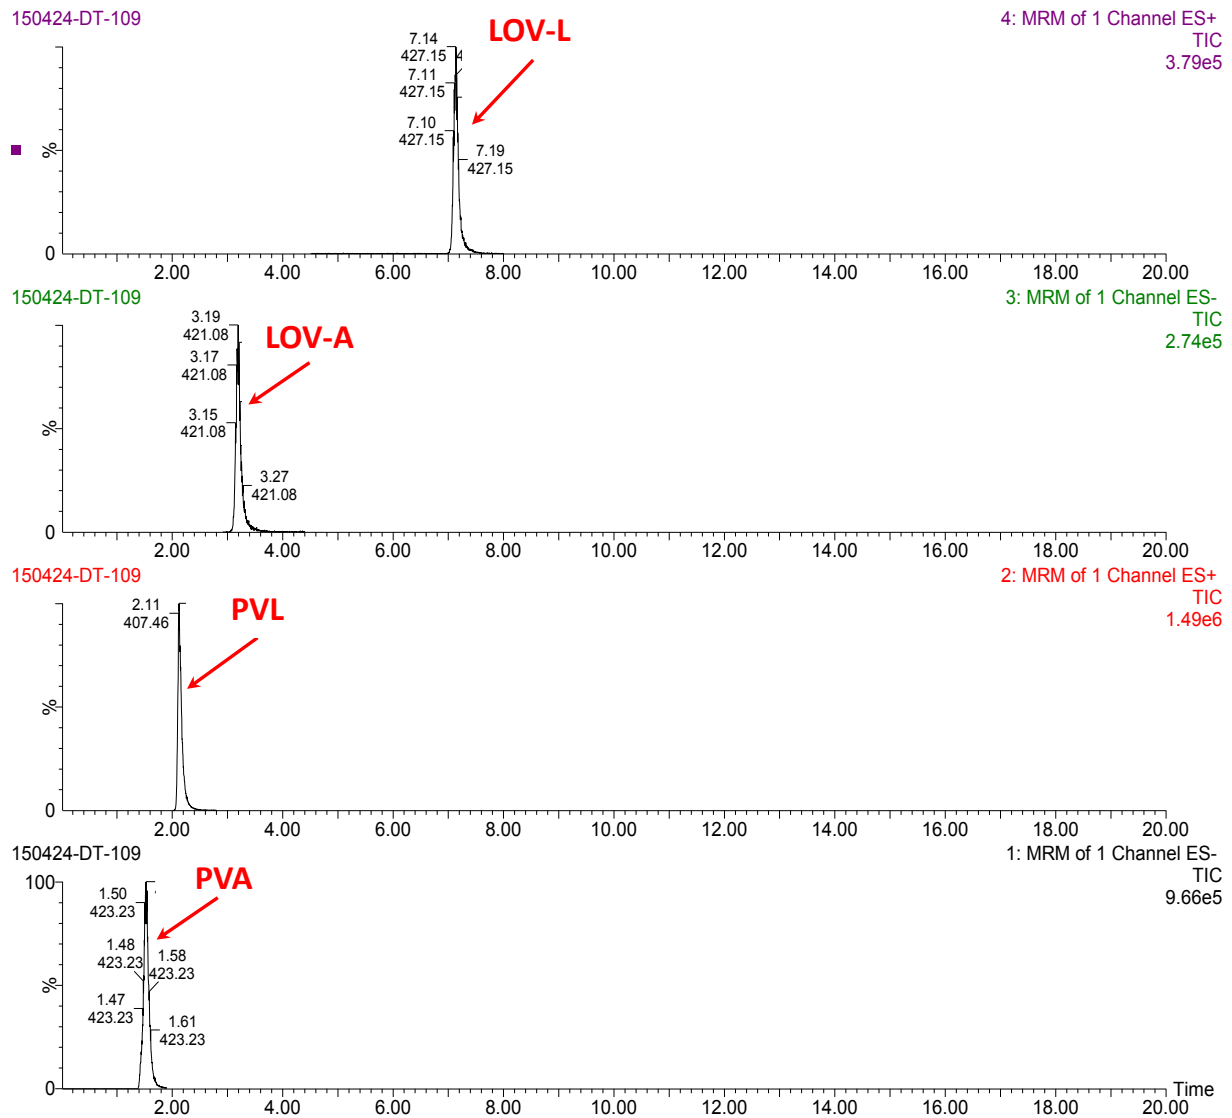 150424-DT-109
4: MRM of 1 Channel ES+
TIC
3.79e5
LOV-L
7.14
427.15
7.11
427.15
7.10
427.15
7.19
427.15
%
0
2.00 4.00 6.00 8.00 10.00 12.00 14.00 16.00 18.00 20.00
150424-DT-109
3: MRM of 1 Channel ES-
TIC
2.74e5
LOV-A
3.19
421.08
3.17
421.08
3.15
421.08
3.27
421.08
%
0
2.00 4.00 6.00 8.00 10.00 12.00 14.00 16.00 18.00 20.00
150424-DT-109
2: MRM of 1 Channel ES+
TIC
1.49e6
PVL
2.11
407.46
%
0
2.00 4.00 6.00 8.00 10.00 12.00 14.00 16.00 18.00 20.00
150424-DT-109
1: MRM of 1 Channel ES-
TIC
9.66e5
PVA
100
1.50
423.23
1.48
423.23
1.58
423.23
1.47
423.23
1.61
423.23
%
0
Time
2.00 4.00 6.00 8.00 10.00 12.00 14.00 16.00 18.00 20.00